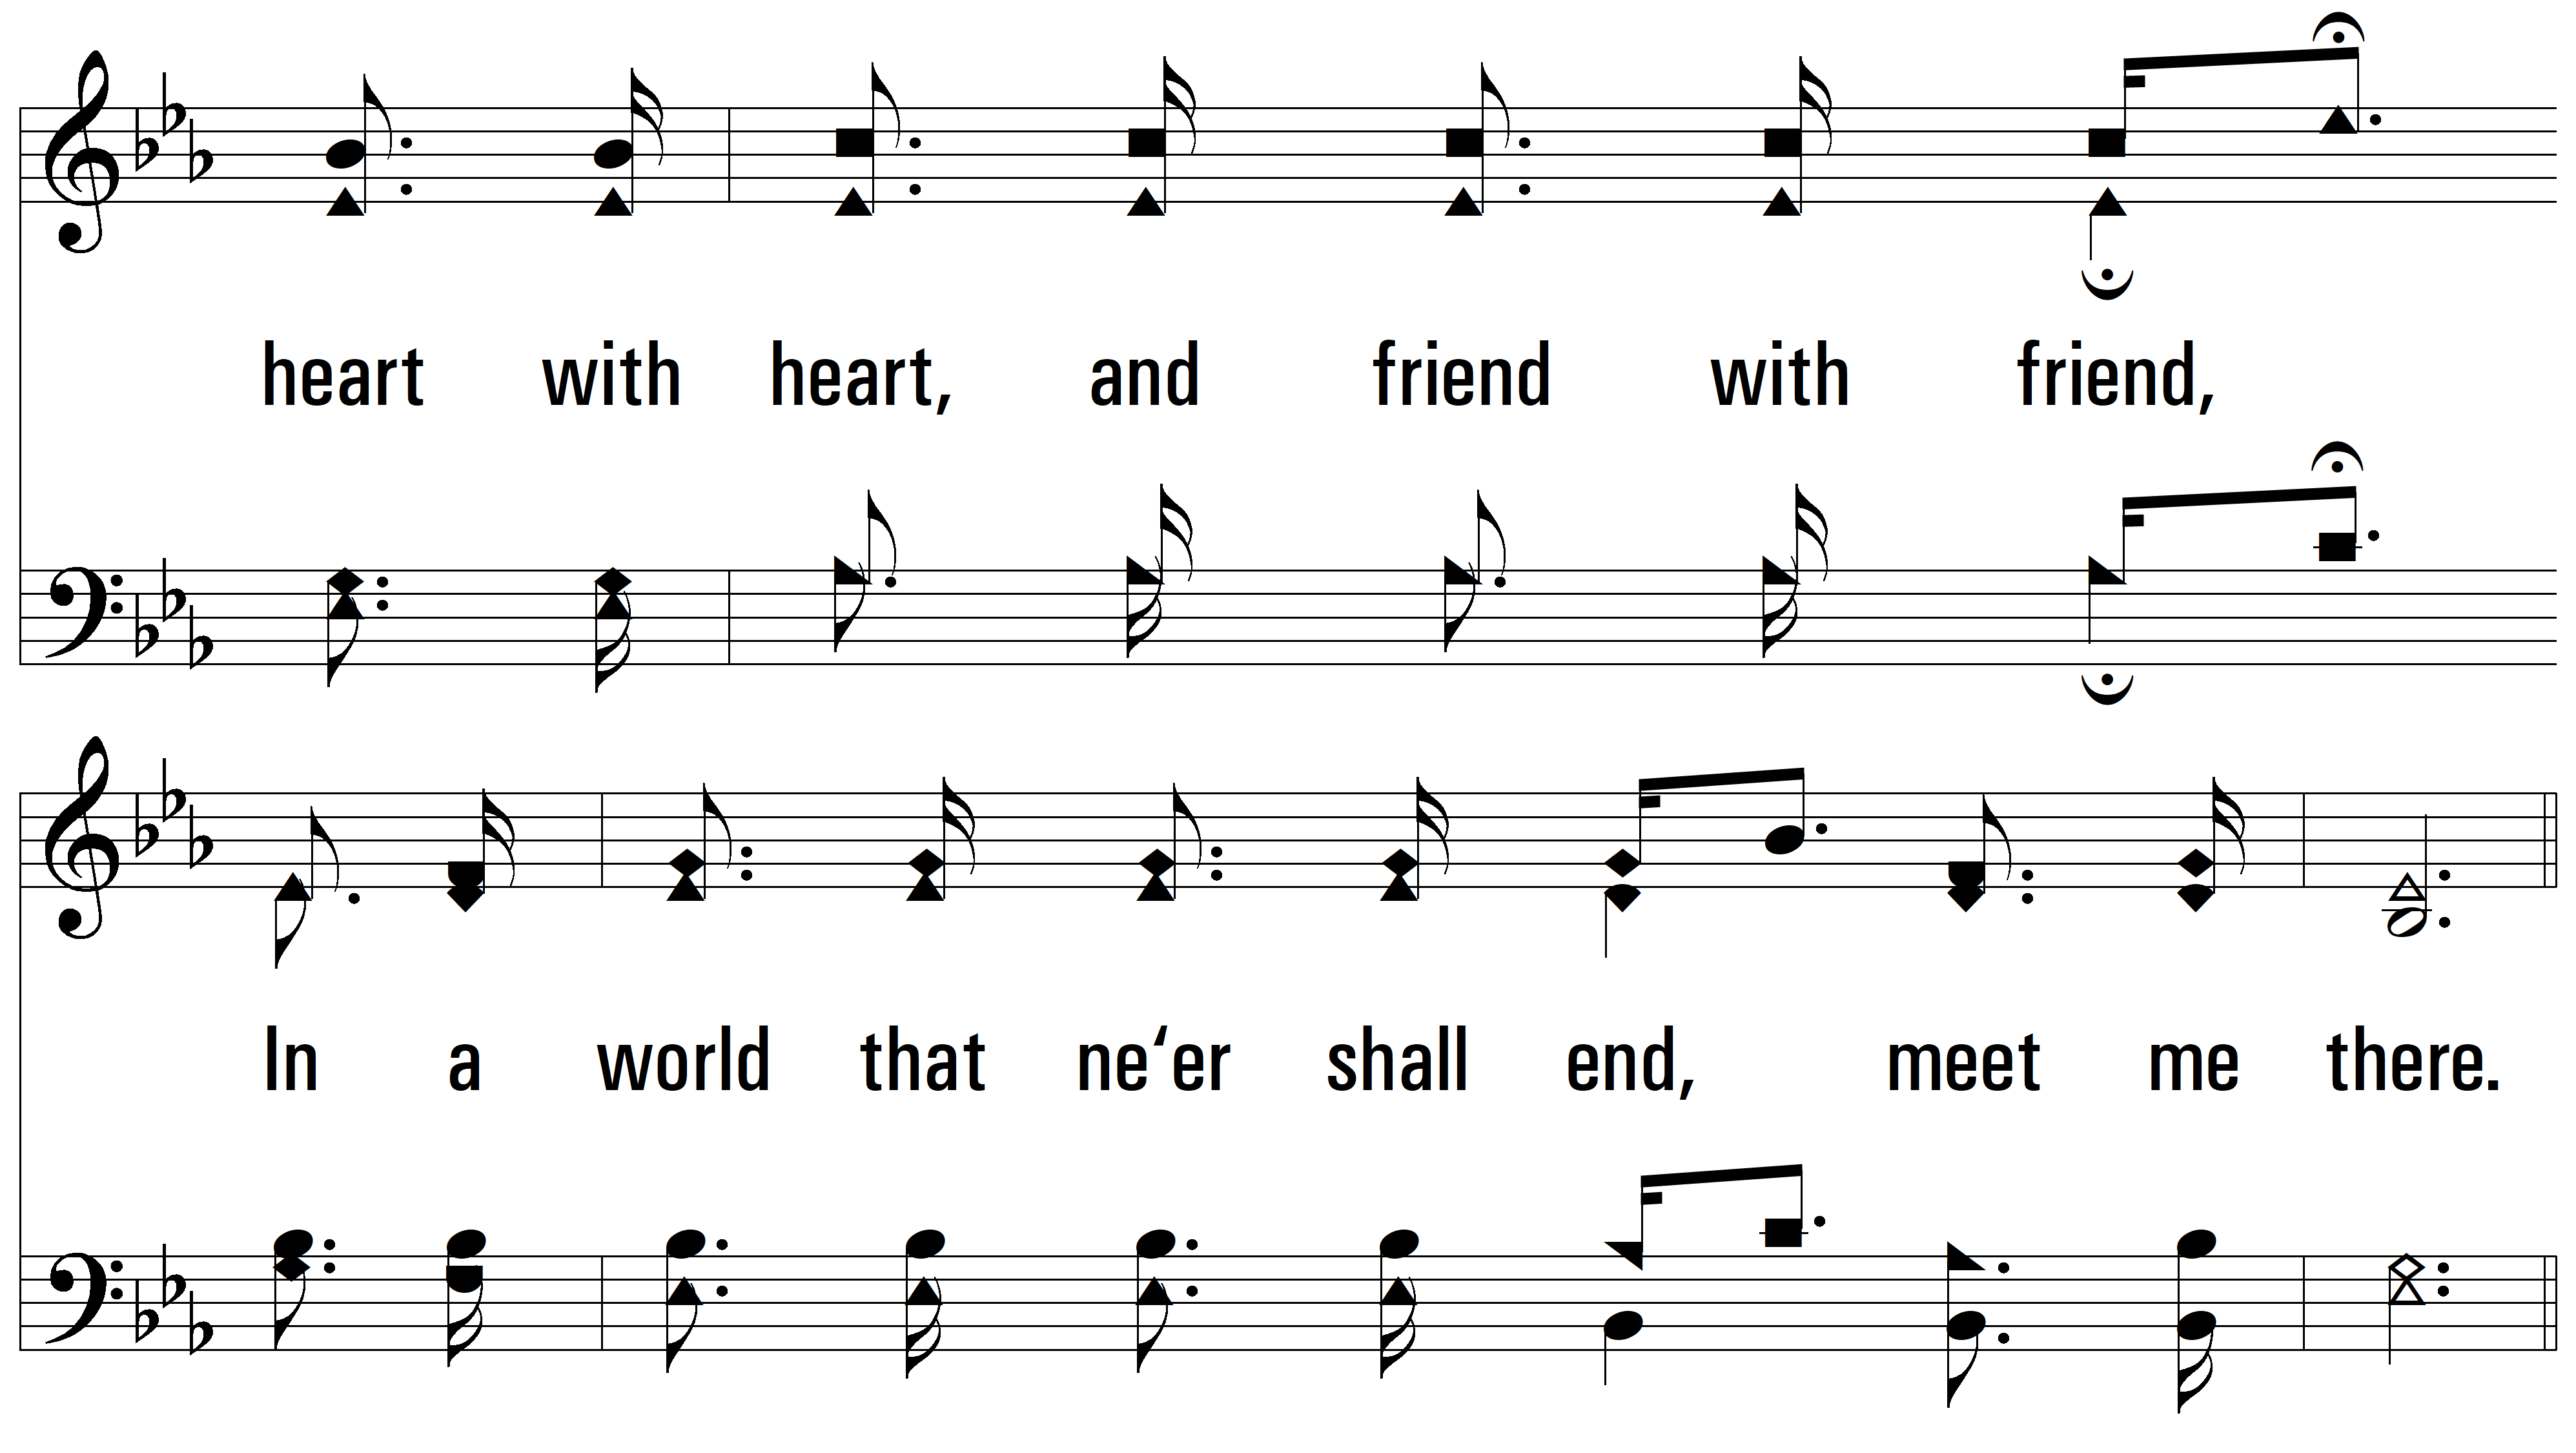 heart with heart, and friend with friend,
In a world that ne‘er shall end, meet me there.